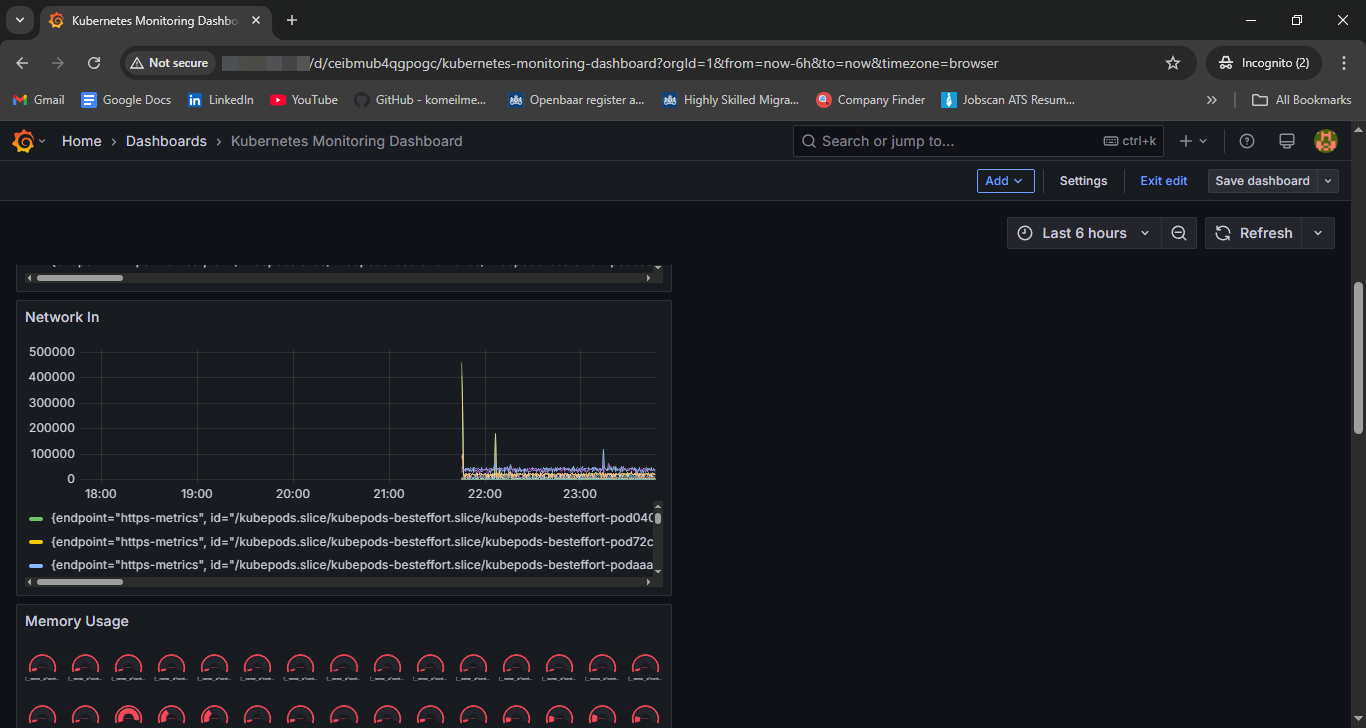 Kubernetes Monitoring Dashbo
Not secure
/d/ceibmub4qgpogc/kubernetes-monitoring-dashboard?orgId=1&from=now-6h&to=now&timezone=browser
Incognito (2)
Gmail
Google Docs
LinkedIn
YouTube
GitHub - komeilme...
Openbaar register a...
Highly Skilled Migra...
Company Finder
Jobscan ATS Resum...
All Bookmarks
Home › Dashboards › Kubernetes Monitoring Dashboard
Search or jump to...
ctrl+k
Add
Settings
Exit edit
Save dashboard
Last 6 hours
Refresh
Network In
500000
400000
300000
200000
100000
0
18:00
19:00
20:00
21:00
22:00
23:00
{endpoint="https-metrics", id="/kubepods.slice/kubepods-besteffort.slice/kubepods-besteffort-pod040
{endpoint="https-metrics", id="/kubepods.slice/kubepods-besteffort.slice/kubepods-besteffort-pod72c
{endpoint="https-metrics", id="/kubepods.slice/kubepods-besteffort.slice/kubepods-besteffort-podaaa
Memory Usage